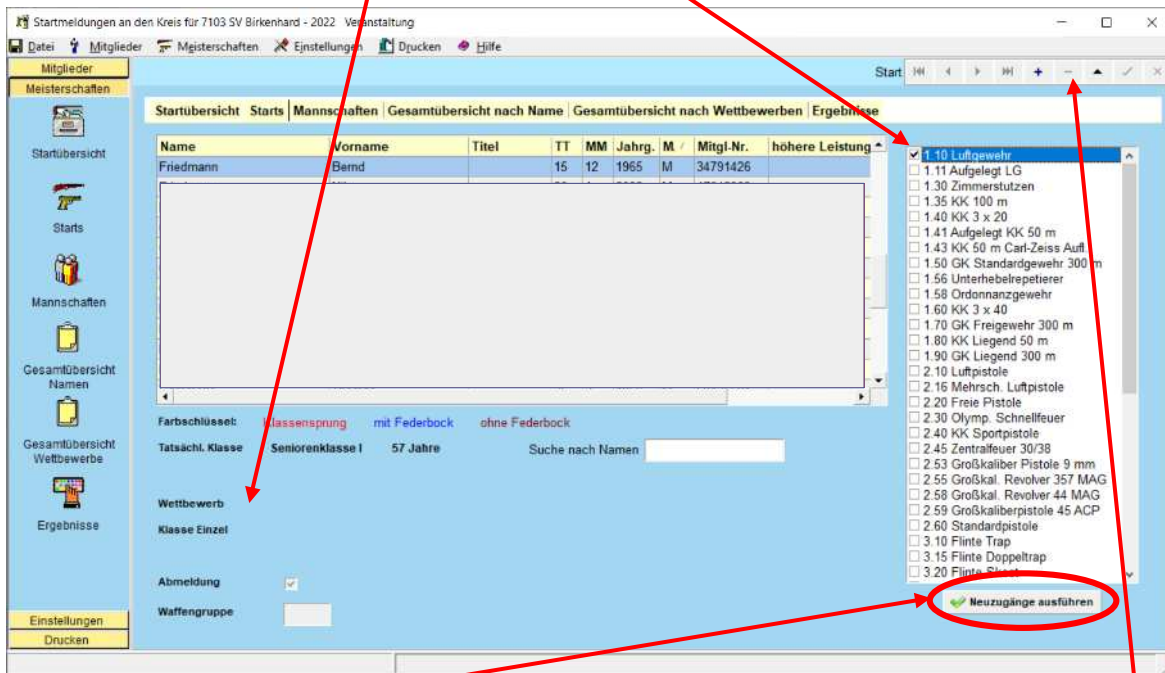 Startmeldungen an den Kreis für 7103 SV Birkenhard - 2022 Veranstaltung
Datei Mitglieder Meisterschaften Einstellungen Drucken Hilfe
Mitglieder
Meisterschaften
Startübersicht
Starts
Mannschaften
Gesamtübersicht
Namen
Gesamtübersicht
Wettbewerbe
Ergebnisse
Einstellungen
Drucken
Start
Startübersicht Starts Mannschaften Gesamtübersicht nach Name Gesamtübersicht nach Wettbewerben Ergebnisse
Name Vorname Titel TT MM Jahrg. M Mitgl-Nr. höhere Leistung
Friedmann Bernd 15 12 1965 M 34791426
Farbschlüssel: Klassensprung mit Federbock ohne Federbock
Tatsächl. Klasse Seniorenklasse I 57 Jahre Suche nach Namen
Wettbewerb
Klasse Einzel
Abmeldung
Waffengruppe
1.10 Luftgewehr
1.11 Aufgelegt LG
1.30 Zimmerstutzen
1.35 KK 100 m
1.40 KK 3 x 20
1.41 Aufgelegt KK 50 m
1.43 KK 50 m Carl-Zeiss Aufl.
1.50 GK Standardgewehr 300 m
1.56 Unterhebelrepetierer
1.58 Ordonnanzgewehr
1.60 KK 3 x 40
1.70 GK Freigewehr 300 m
1.80 KK Liegend 50 m
1.90 GK Liegend 300 m
2.10 Luftpistole
2.16 Mehrsch. Luftpistole
2.20 Freie Pistole
2.30 Olymp. Schnellfeuer
2.40 KK Sportpistole
2.45 Zentralfeuer 30/38
2.53 Großkaliber Pistole 9 mm
2.55 Großkal. Revolver 357 MAG
2.58 Großkal. Revolver 44 MAG
2.59 Großkaliberpistole 45 ACP
2.60 Standardpistole
3.10 Flinte Trap
3.15 Flinte Doppeltrap
3.20 Flinte Skeet
Neuzugänge ausführen